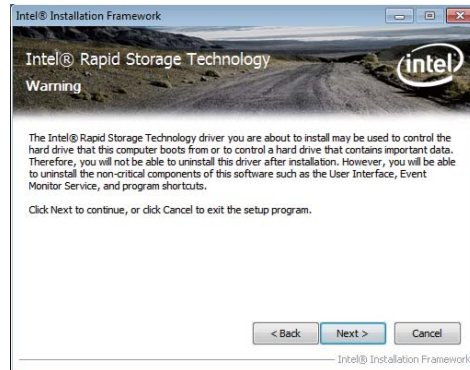 Intel® Installation Framework
Intel® Rapid Storage Technology
Warning
intel
The Intel® Rapid Storage Technology driver you are about to install may be used to control the
hard drive that this computer boots from or to control a hard drive that contains important data.
Therefore, you will not be able to uninstall this driver after installation. However, you will be able
to uninstall the non-critical components of this software such as the User Interface, Event
Monitor Service, and program shortcuts.
Click Next to continue, or click Cancel to exit the setup program.
< Back Next > Cancel
Intel® Installation Framework